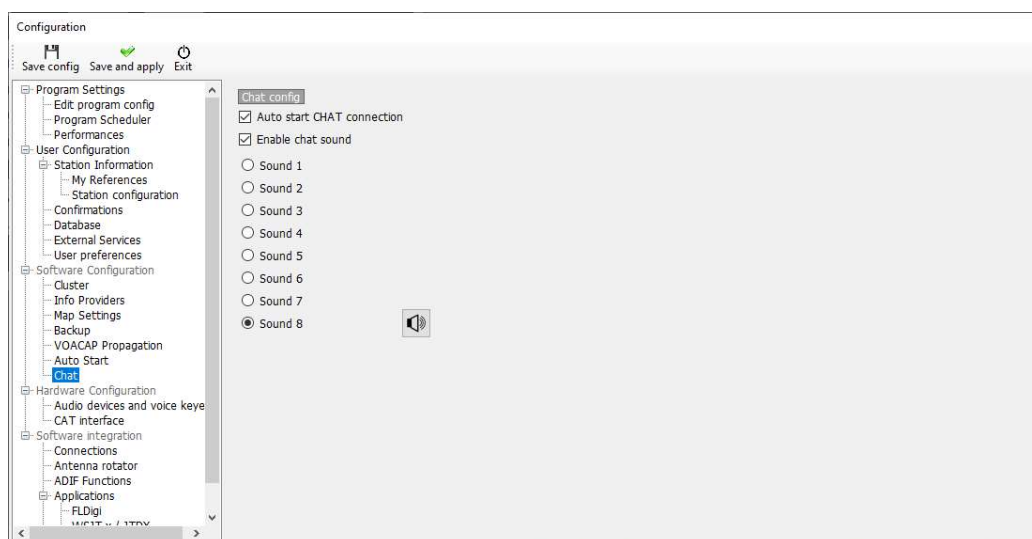 Configuration
Save config Save and apply Exit
Program Settings
Edit program config
Program Scheduler
Performances
User Configuration
Station Information
My References
Station configuration
Confirmations
Database
External Services
User preferences
Software Configuration
Cluster
Info Providers
Map Settings
Backup
VOACAP Propagation
Auto Start
Chat
Hardware Configuration
Audio devices and voice keye
CAT interface
Software integration
Connections
Antenna rotator
ADIF Functions
Applications
FLDigi
WSJT-x / JTDX
Chat config
Auto start CHAT connection
Enable chat sound
Sound 1
Sound 2
Sound 3
Sound 4
Sound 5
Sound 6
Sound 7
Sound 8